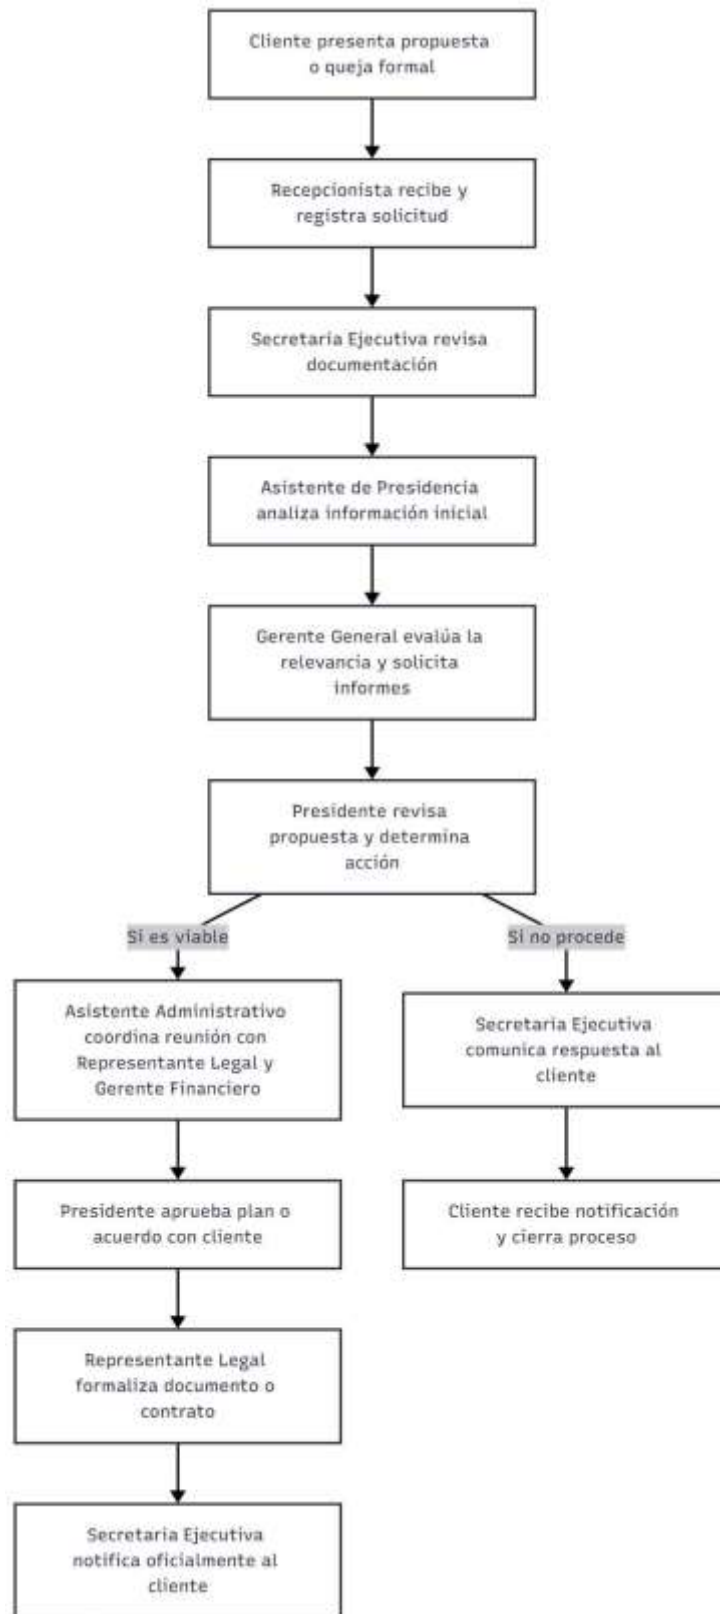 Cliente presenta propuesta
o queja formal
Recepcionista recibe y
registra solicitud
Secretaria Ejecutiva revisa
documentación
Asistente de Presidencia
analiza información inicial
Gerente General evalúa la
relevancia y solicita
informes
Presidente revisa
propuesta y determina
acción
Si es viable
Si no procede
Asistente Administrativo
coordina reunión con
Representante Legal y
Gerente Financiero
Secretaria Ejecutiva
comunica respuesta al
cliente
Presidente aprueba plan o
acuerdo con cliente
Cliente recibe notificación
y cierra proceso
Representante Legal
formaliza documento o
contrato
Secretaria Ejecutiva
notifica oficialmente al
cliente